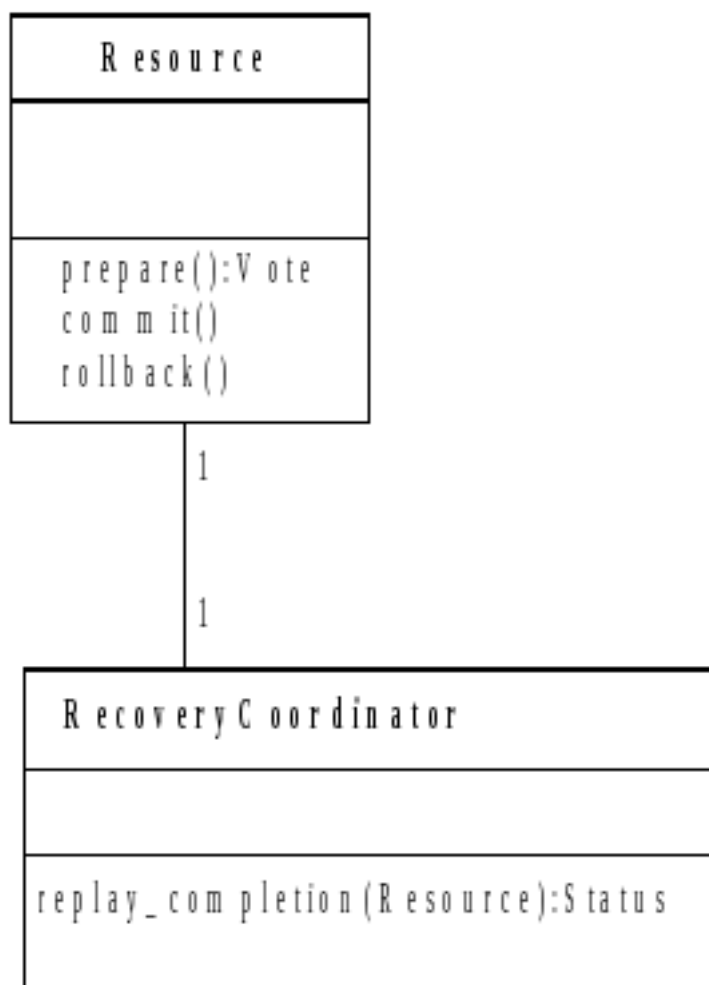 Resource
prepare():Vote
commit()
rollback()
1
1
RecoveryCoordinator
replay_completion(Resource):Status